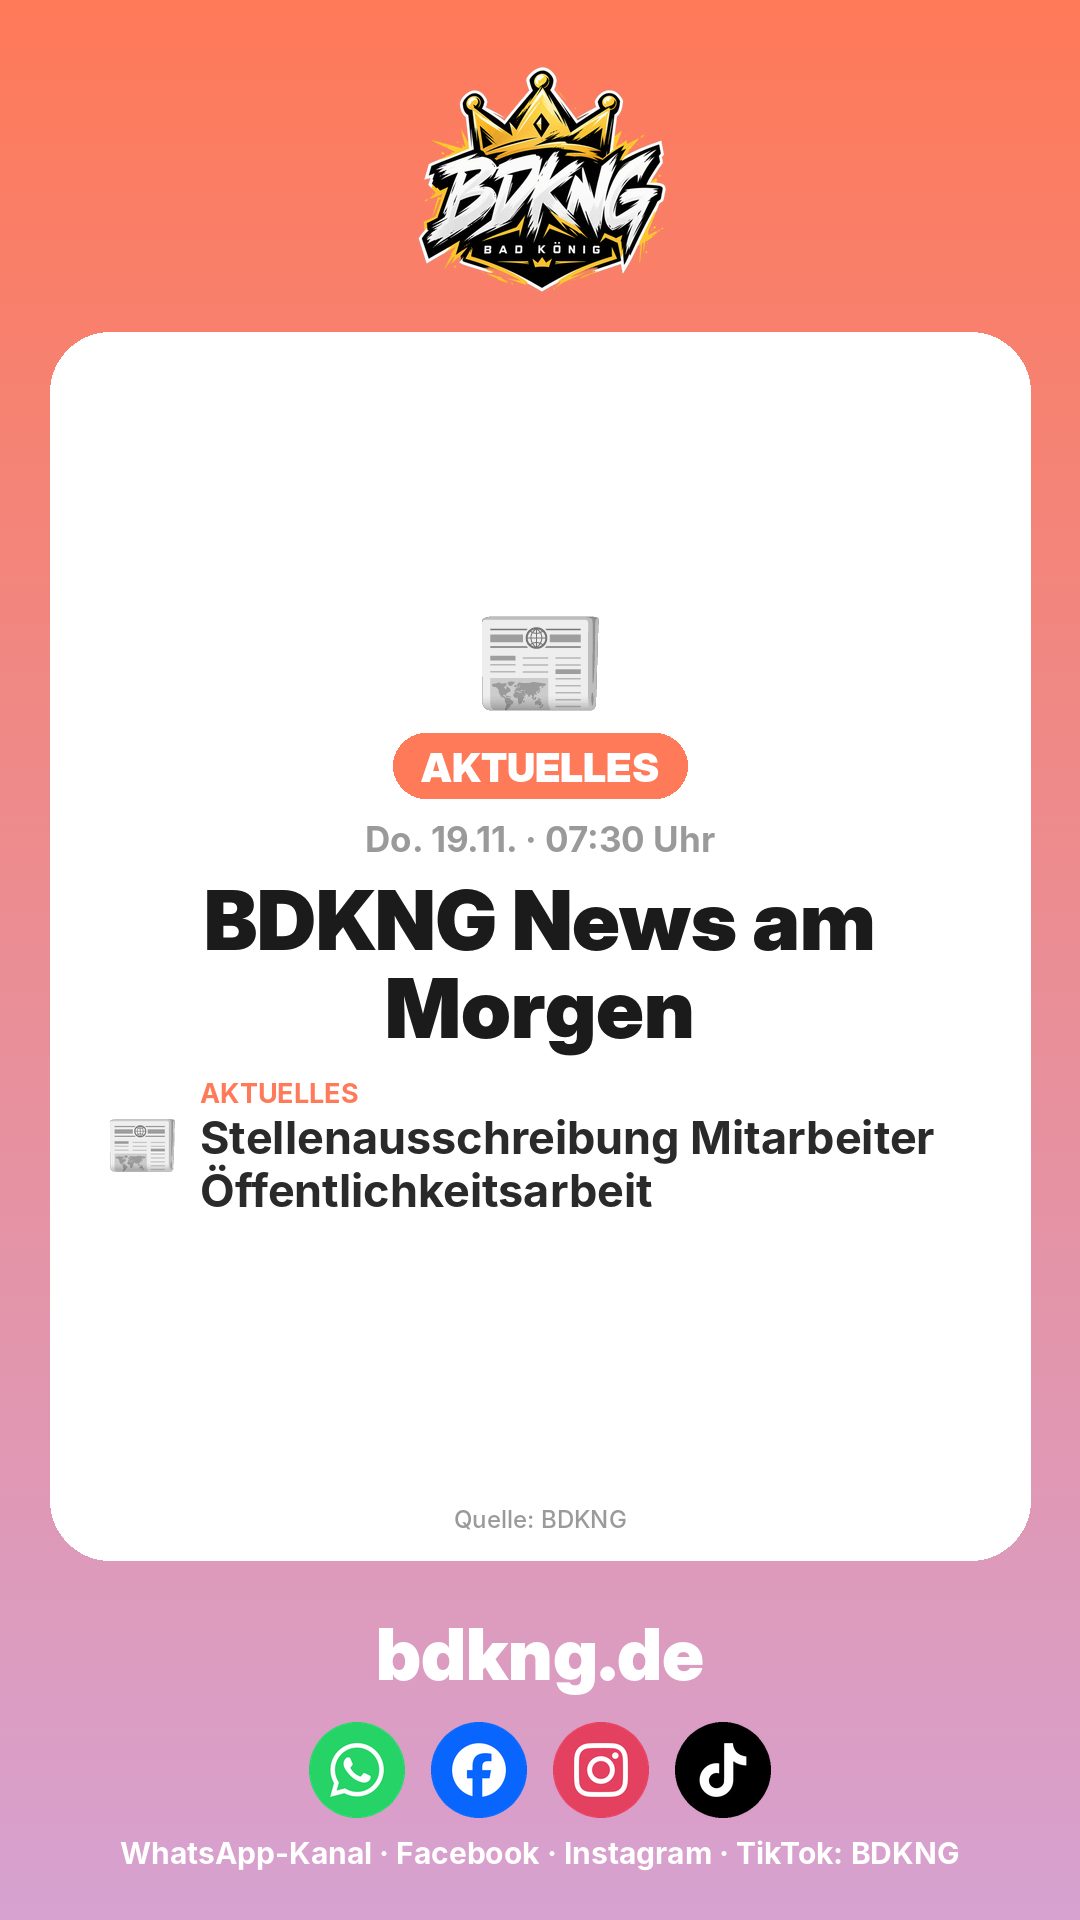 BDKNG
BAD KÖNIG
AKTUELLES
Do. 19.11. · 07:30 Uhr
BDKNG News am
Morgen
AKTUELLES
Stellenausschreibung Mitarbeiter
Öffentlichkeitsarbeit
Quelle: BDKNG
bdkng.de
WhatsApp-Kanal · Facebook · Instagram · TikTok: BDKNG